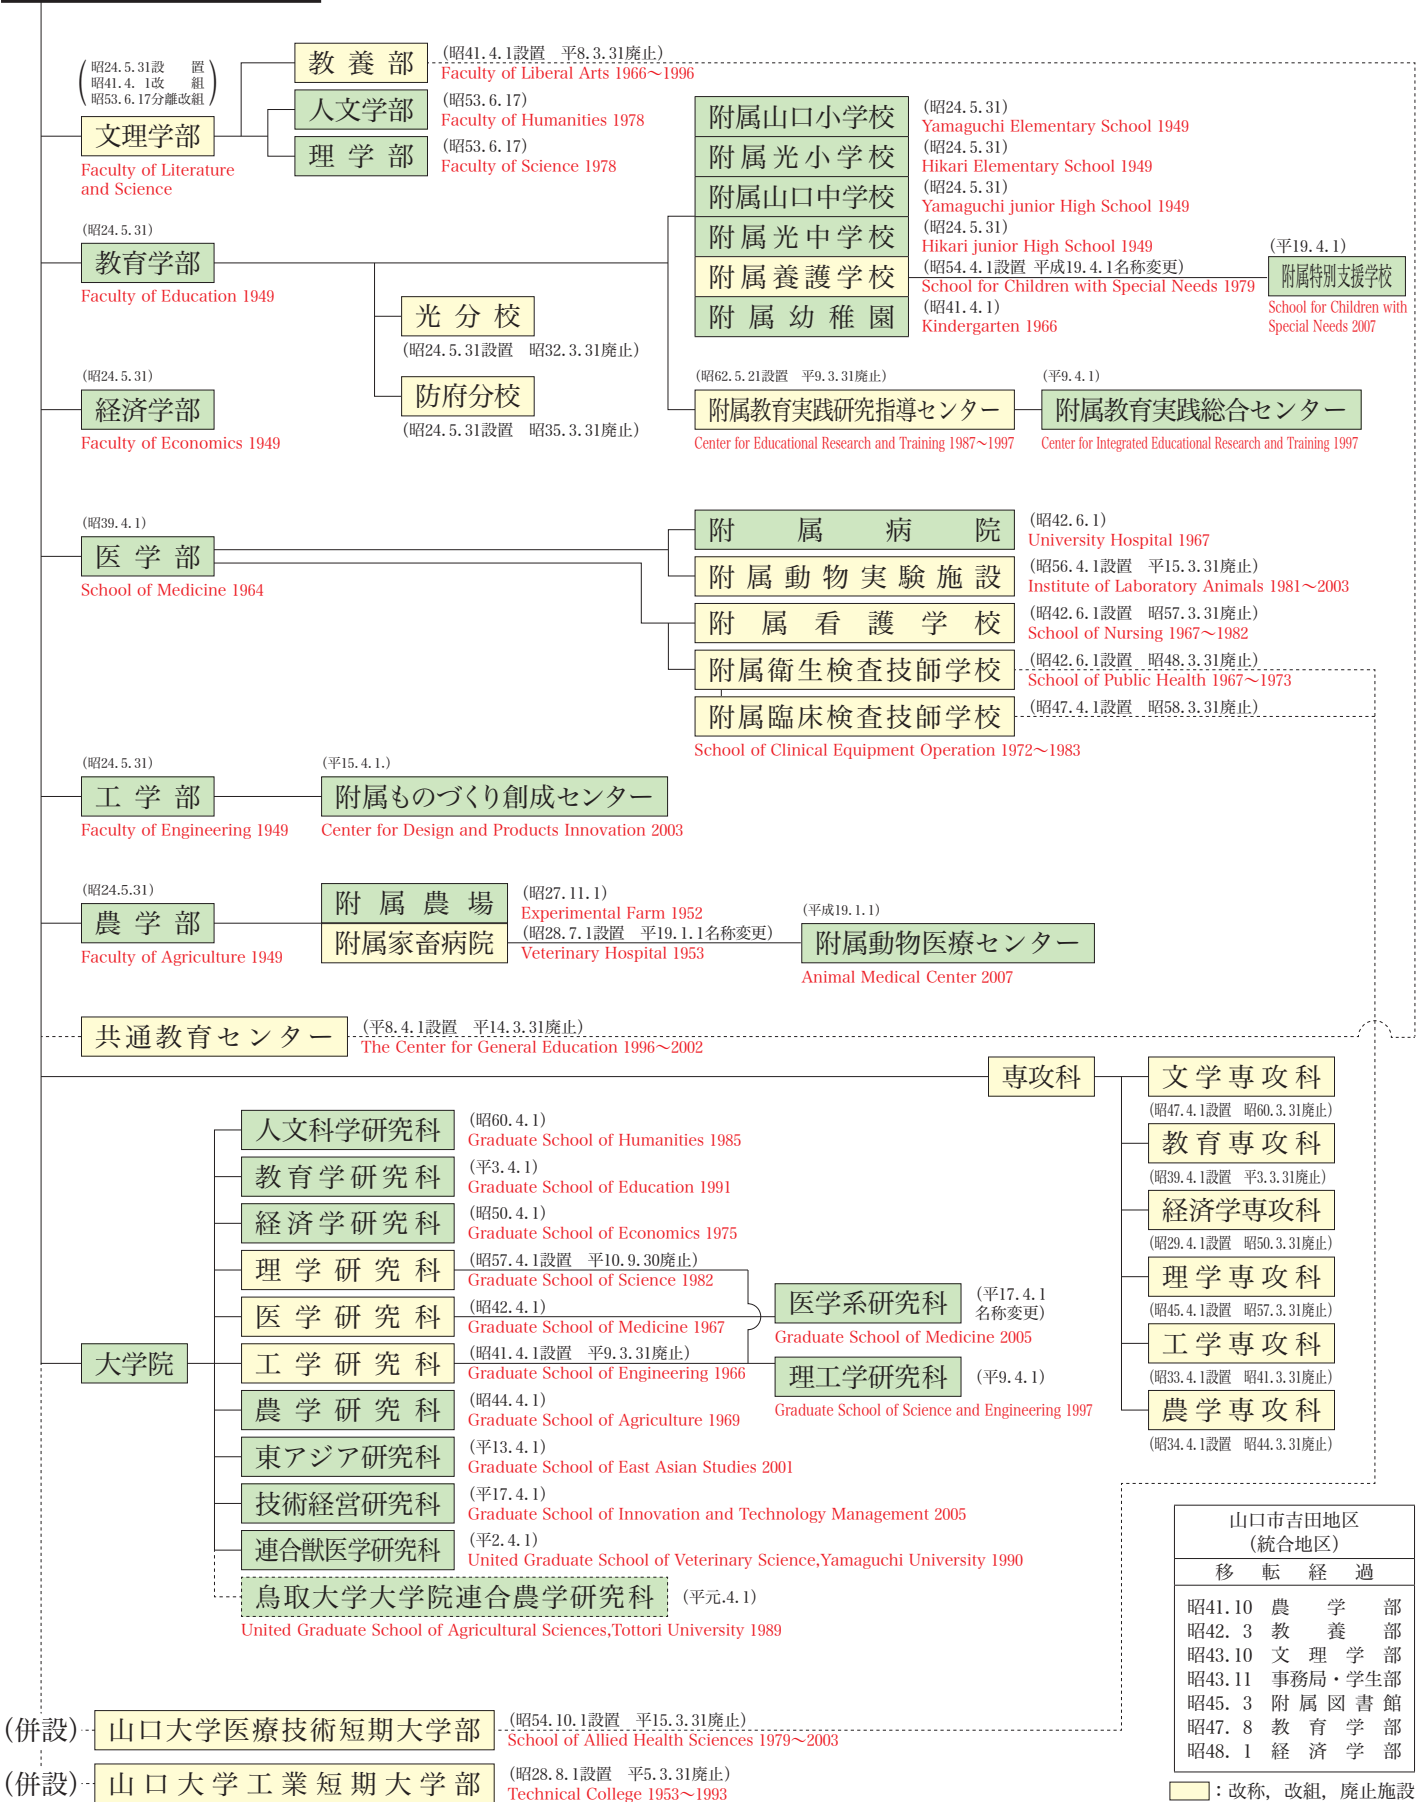 昭24.5.31設　置
昭41.4. 1改　組
昭53.6.17分離改組
文理学部
Faculty of Literature
and Science
教養部
(昭41.4.1設置　平8.3.31廃止)
Faculty of Liberal Arts 1966～1996
人文学部
(昭53.6.17)
Faculty of Humanities 1978
理学部
(昭53.6.17)
Faculty of Science 1978
附属山口小学校
(昭24.5.31)
Yamaguchi Elementary School 1949
附属光小学校
(昭24.5.31)
Hikari Elementary School 1949
附属山口中学校
(昭24.5.31)
Yamaguchi junior High School 1949
附属光中学校
(昭24.5.31)
Hikari junior High School 1949
附属養護学校
(昭54.4.1設置 平成19.4.1名称変更)
School for Children with Special Needs 1979
(平19.4.1)
附属特別支援学校
School for Children with
Special Needs 2007
附属幼稚園
(昭41.4.1)
Kindergarten 1966
(昭24.5.31)
教育学部
Faculty of Education 1949
光分校
(昭24.5.31設置　昭32.3.31廃止)
防府分校
(昭24.5.31設置　昭35.3.31廃止)
(昭62.5.21設置　平9.3.31廃止)
附属教育実践研究指導センター
Center for Educational Research and Training 1987～1997
(平9.4.1)
附属教育実践総合センター
Center for Integrated Educational Research and Training 1997
(昭24.5.31)
経済学部
Faculty of Economics 1949
(昭39.4.1)
医学部
School of Medicine 1964
附属病院
(昭42.6.1)
University Hospital 1967
附属動物実験施設
(昭56.4.1設置　平15.3.31廃止)
Institute of Laboratory Animals 1981～2003
附属看護学校
(昭42.6.1設置　昭57.3.31廃止)
School of Nursing 1967～1982
附属衛生検査技師学校
(昭42.6.1設置　昭48.3.31廃止)
School of Public Health 1967～1973
附属臨床検査技師学校
(昭47.4.1設置　昭58.3.31廃止)
School of Clinical Equipment Operation 1972～1983
(昭24.5.31)
工学部
Faculty of Engineering 1949
(平15.4.1.)
附属ものづくり創成センター
Center for Design and Products Innovation 2003
(昭24.5.31)
農学部
Faculty of Agriculture 1949
附属農場
(昭27.11.1)
Experimental Farm 1952
附属家畜病院
(昭28.7.1設置　平19.1.1名称変更)
Veterinary Hospital 1953
(平成19.1.1)
附属動物医療センター
Animal Medical Center 2007
共通教育センター
(平8.4.1設置　平14.3.31廃止)
The Center for General Education 1996～2002
専攻科
文学専攻科
(昭47.4.1設置　昭60.3.31廃止)
教育専攻科
(昭39.4.1設置　平3.3.31廃止)
経済学専攻科
(昭29.4.1設置　昭50.3.31廃止)
理学専攻科
(昭45.4.1設置　昭57.3.31廃止)
工学専攻科
(昭33.4.1設置　昭41.3.31廃止)
農学専攻科
(昭34.4.1設置　昭44.3.31廃止)
大学院
人文科学研究科
(昭60.4.1)
Graduate School of Humanities 1985
教育学研究科
(平3.4.1)
Graduate School of Education 1991
経済学研究科
(昭50.4.1)
Graduate School of Economics 1975
理学研究科
(昭57.4.1設置　平10.9.30廃止)
Graduate School of Science 1982
医学研究科
(昭42.4.1)
Graduate School of Medicine 1967
医学系研究科
(平17.4.1
名称変更)
Graduate School of Medicine 2005
工学研究科
(昭41.4.1設置　平9.3.31廃止)
Graduate School of Engineering 1966
理工学研究科
(平9.4.1)
Graduate School of Science and Engineering 1997
農学研究科
(昭44.4.1)
Graduate School of Agriculture 1969
東アジア研究科
(平13.4.1)
Graduate School of East Asian Studies 2001
技術経営研究科
(平17.4.1)
Graduate School of Innovation and Technology Management 2005
連合獣医学研究科
(平2.4.1)
United Graduate School of Veterinary Science,Yamaguchi University 1990
鳥取大学大学院連合農学研究科
(平元.4.1)
United Graduate School of Agricultural Sciences,Tottori University 1989
(併設)
山口大学医療技術短期大学部
(昭54.10.1設置　平15.3.31廃止)
School of Allied Health Sciences 1979～2003
(併設)
山口大学工業短期大学部
(昭28.8.1設置　平5.3.31廃止)
Technical College 1953～1993
山口市吉田地区
(統合地区)
移　転　経　過
昭41.10 農学部
昭42. 3 教養部
昭43.10 文理学部
昭43.11 事務局・学生部
昭45. 3 附属図書館
昭47. 8 教育学部
昭48. 1 経済学部
：改称，改組，廃止施設